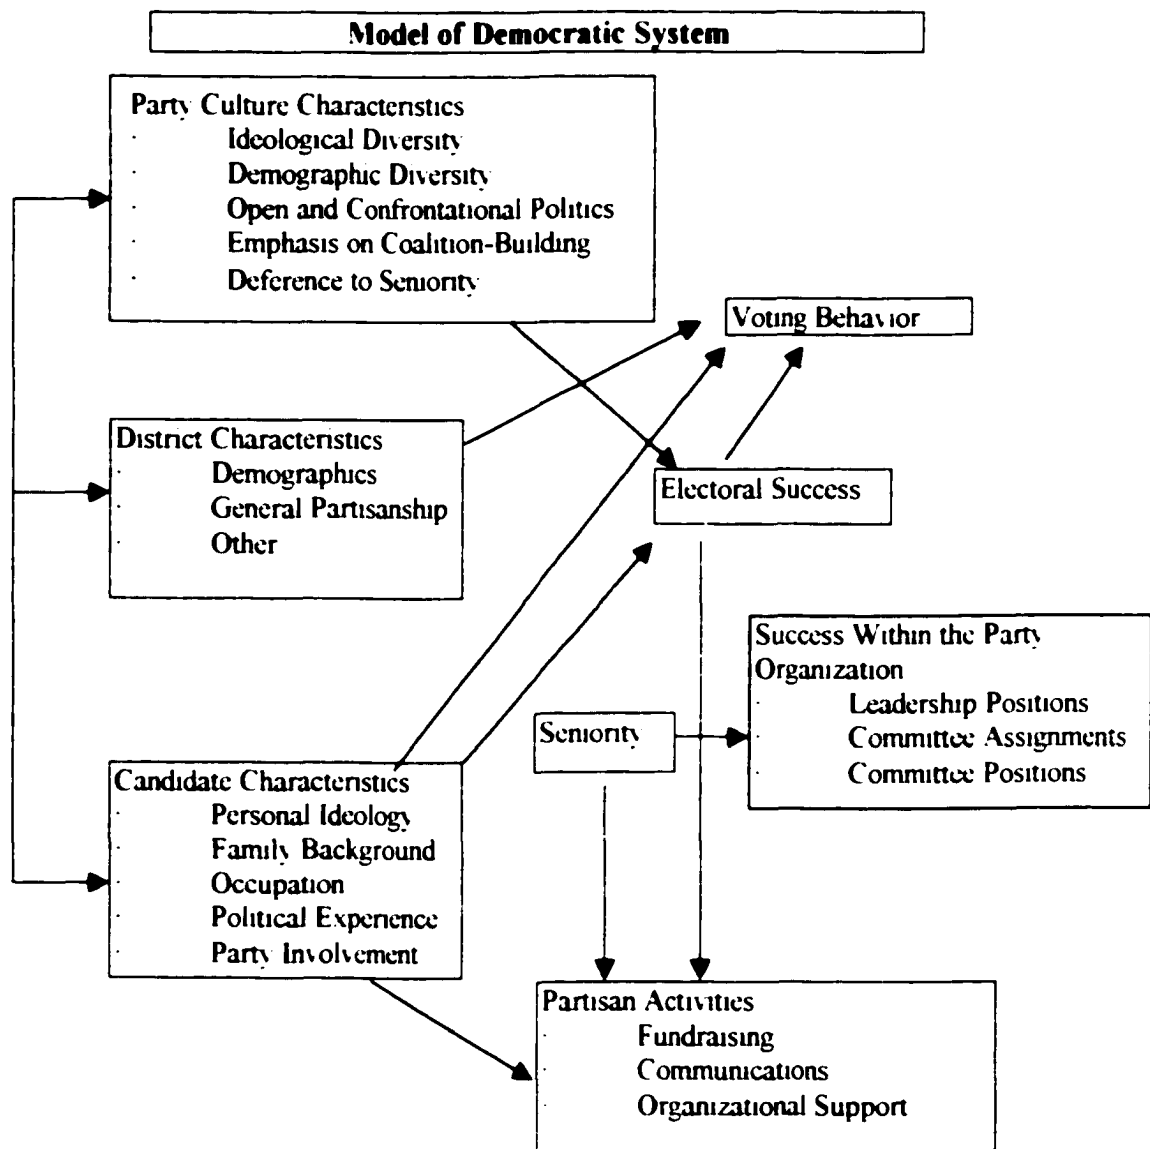 Model of Democratic System
Party Culture Characteristics
Ideological Diversity
Demographic Diversity
Open and Confrontational Politics
Emphasis on Coalition-Building
Deference to Seniority
Voting Behavior
District Characteristics
Demographics
General Partisanship
Other
Electoral Success
Success Within the Party
Organization
Leadership Positions
Committee Assignments
Committee Positions
Seniority
Candidate Characteristics
Personal Ideology
Family Background
Occupation
Political Experience
Party Involvement
Partisan Activities
Fundraising
Communications
Organizational Support